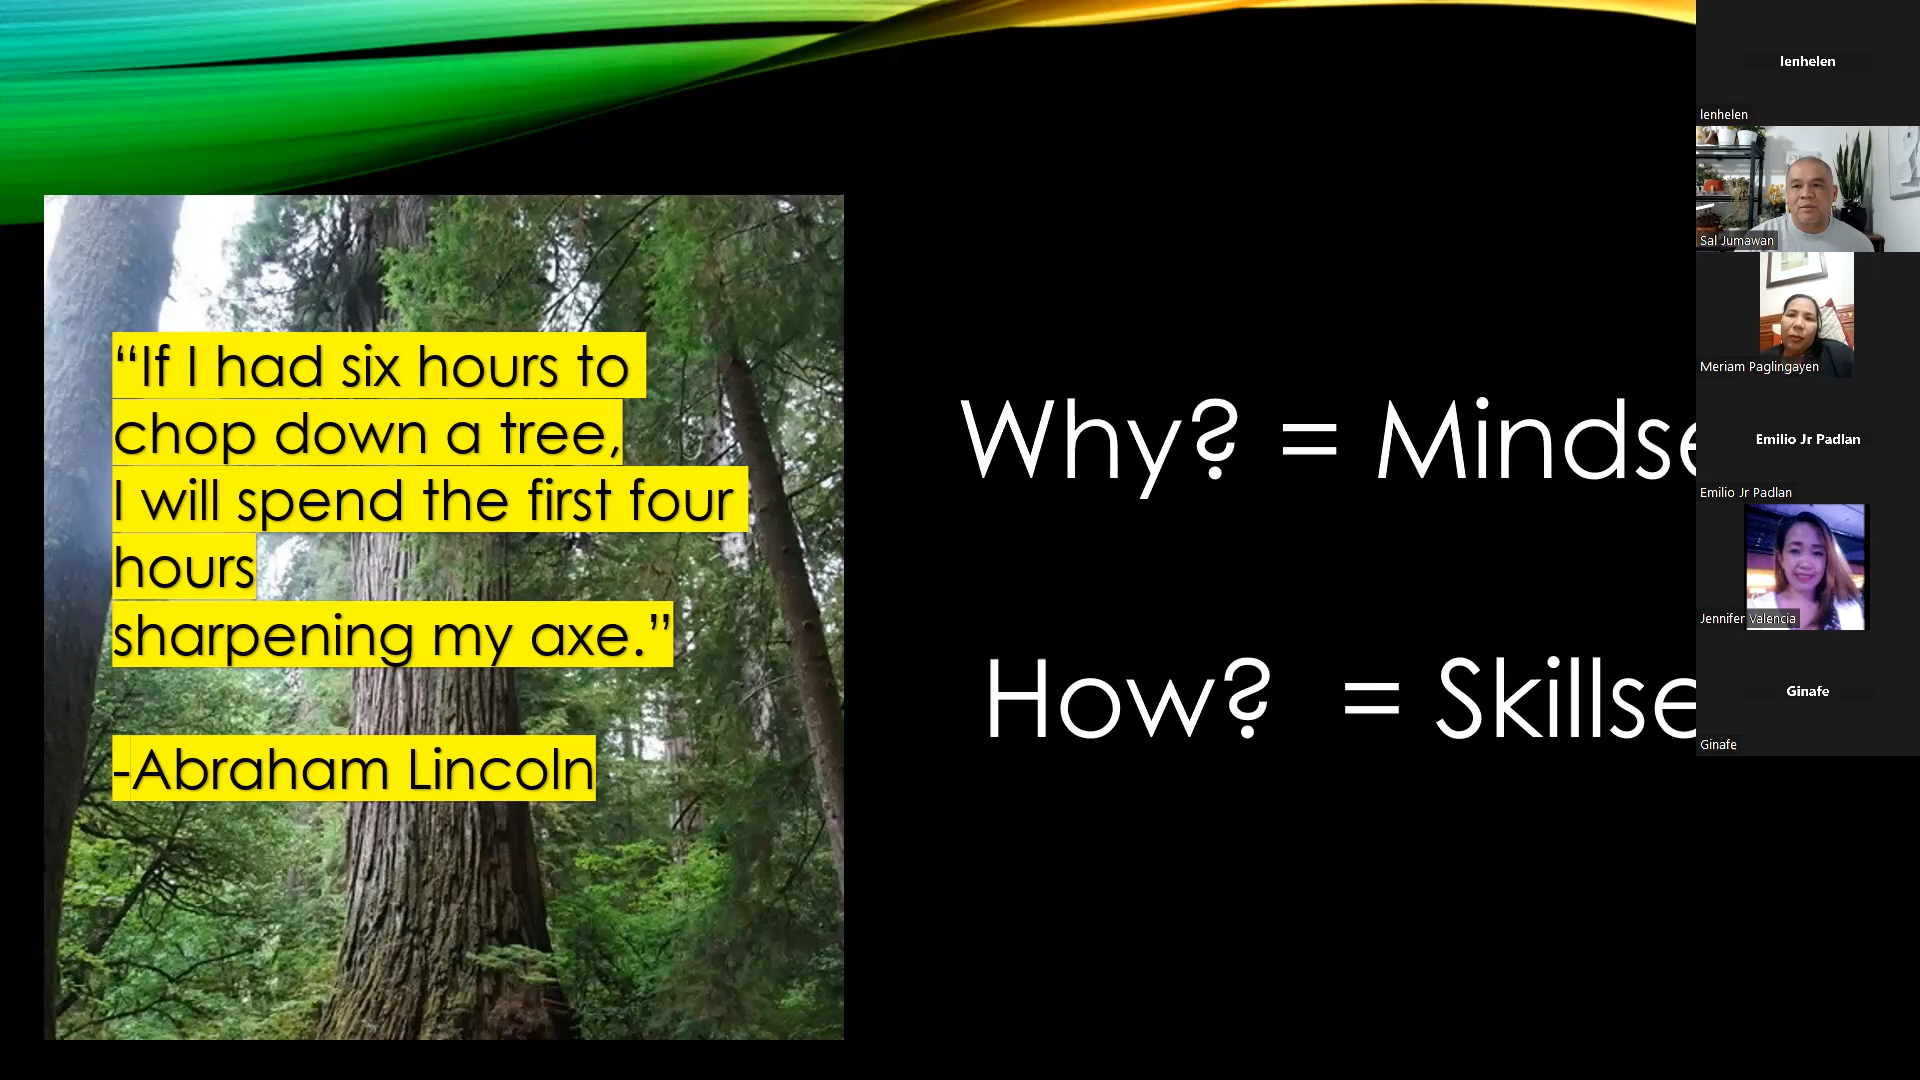 “If I had six hours to
chop down a tree,
I will spend the first four
hours
sharpening my axe.”
-Abraham Lincoln
Why? = Mindse
How? = Skillse
lenhelen
lenhelen
Sal Jumawan
Meriam Paglingayen
Emilio Jr Padlan
Emilio Jr Padlan
Jennifer Valencia
Ginafe
Ginafe